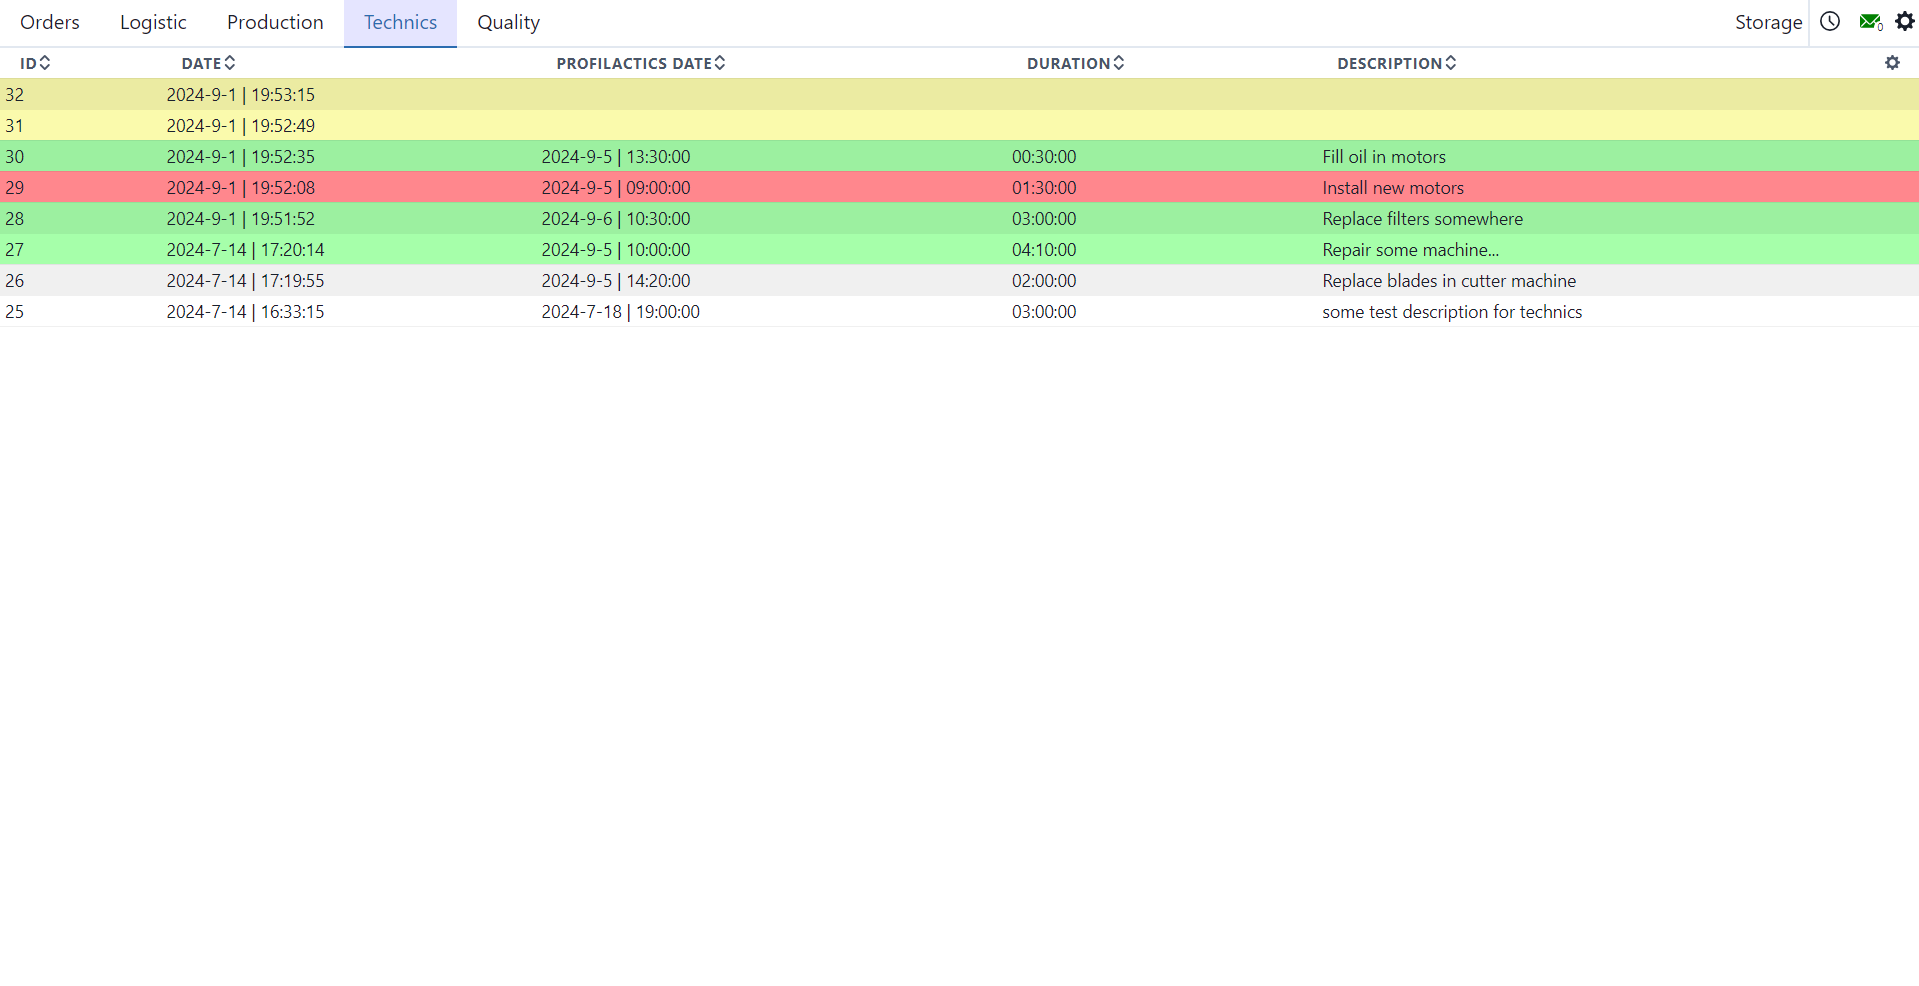 Orders Logistic Production Technics Quality Storage 0
ID DATE PROFILACTICS DATE DURATION DESCRIPTION
32 2024-9-1 | 19:53:15
31 2024-9-1 | 19:52:49
30 2024-9-1 | 19:52:35 2024-9-5 | 13:30:00 00:30:00 Fill oil in motors
29 2024-9-1 | 19:52:08 2024-9-5 | 09:00:00 01:30:00 Install new motors
28 2024-9-1 | 19:51:52 2024-9-6 | 10:30:00 03:00:00 Replace filters somewhere
27 2024-7-14 | 17:20:14 2024-9-5 | 10:00:00 04:10:00 Repair some machine...
26 2024-7-14 | 17:19:55 2024-9-5 | 14:20:00 02:00:00 Replace blades in cutter machine
25 2024-7-14 | 16:33:15 2024-7-18 | 19:00:00 03:00:00 some test description for technics